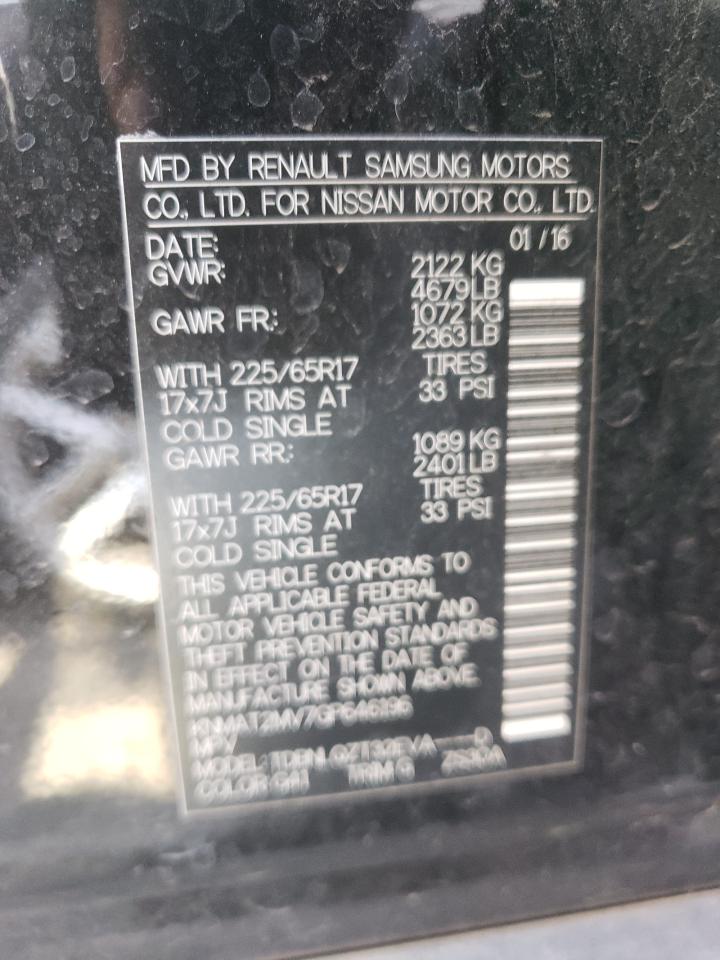 MFD BY RENAULT SAMSUNG MOTORS
CO., LTD. FOR NISSAN MOTOR CO., LTD.
DATE: 01 / 16
GVWR: 2122 KG
4679 LB
GAWR FR: 1072 KG
2363 LB
WITH 225/65R17 TIRES
17x7J RIMS AT 33 PSI
COLD SINGLE
GAWR RR: 1089 KG
2401 LB
WITH 225/65R17 TIRES
17x7J RIMS AT 33 PSI
COLD SINGLE
THIS VEHICLE CONFORMS TO
ALL APPLICABLE FEDERAL
MOTOR VEHICLE SAFETY AND
THEFT PREVENTION STANDARDS
IN EFFECT ON THE DATE OF
MANUFACTURE SHOWN ABOVE.
KNMAT2MV7GP646196
MPV
MODEL:
COLOR: TRIM: G